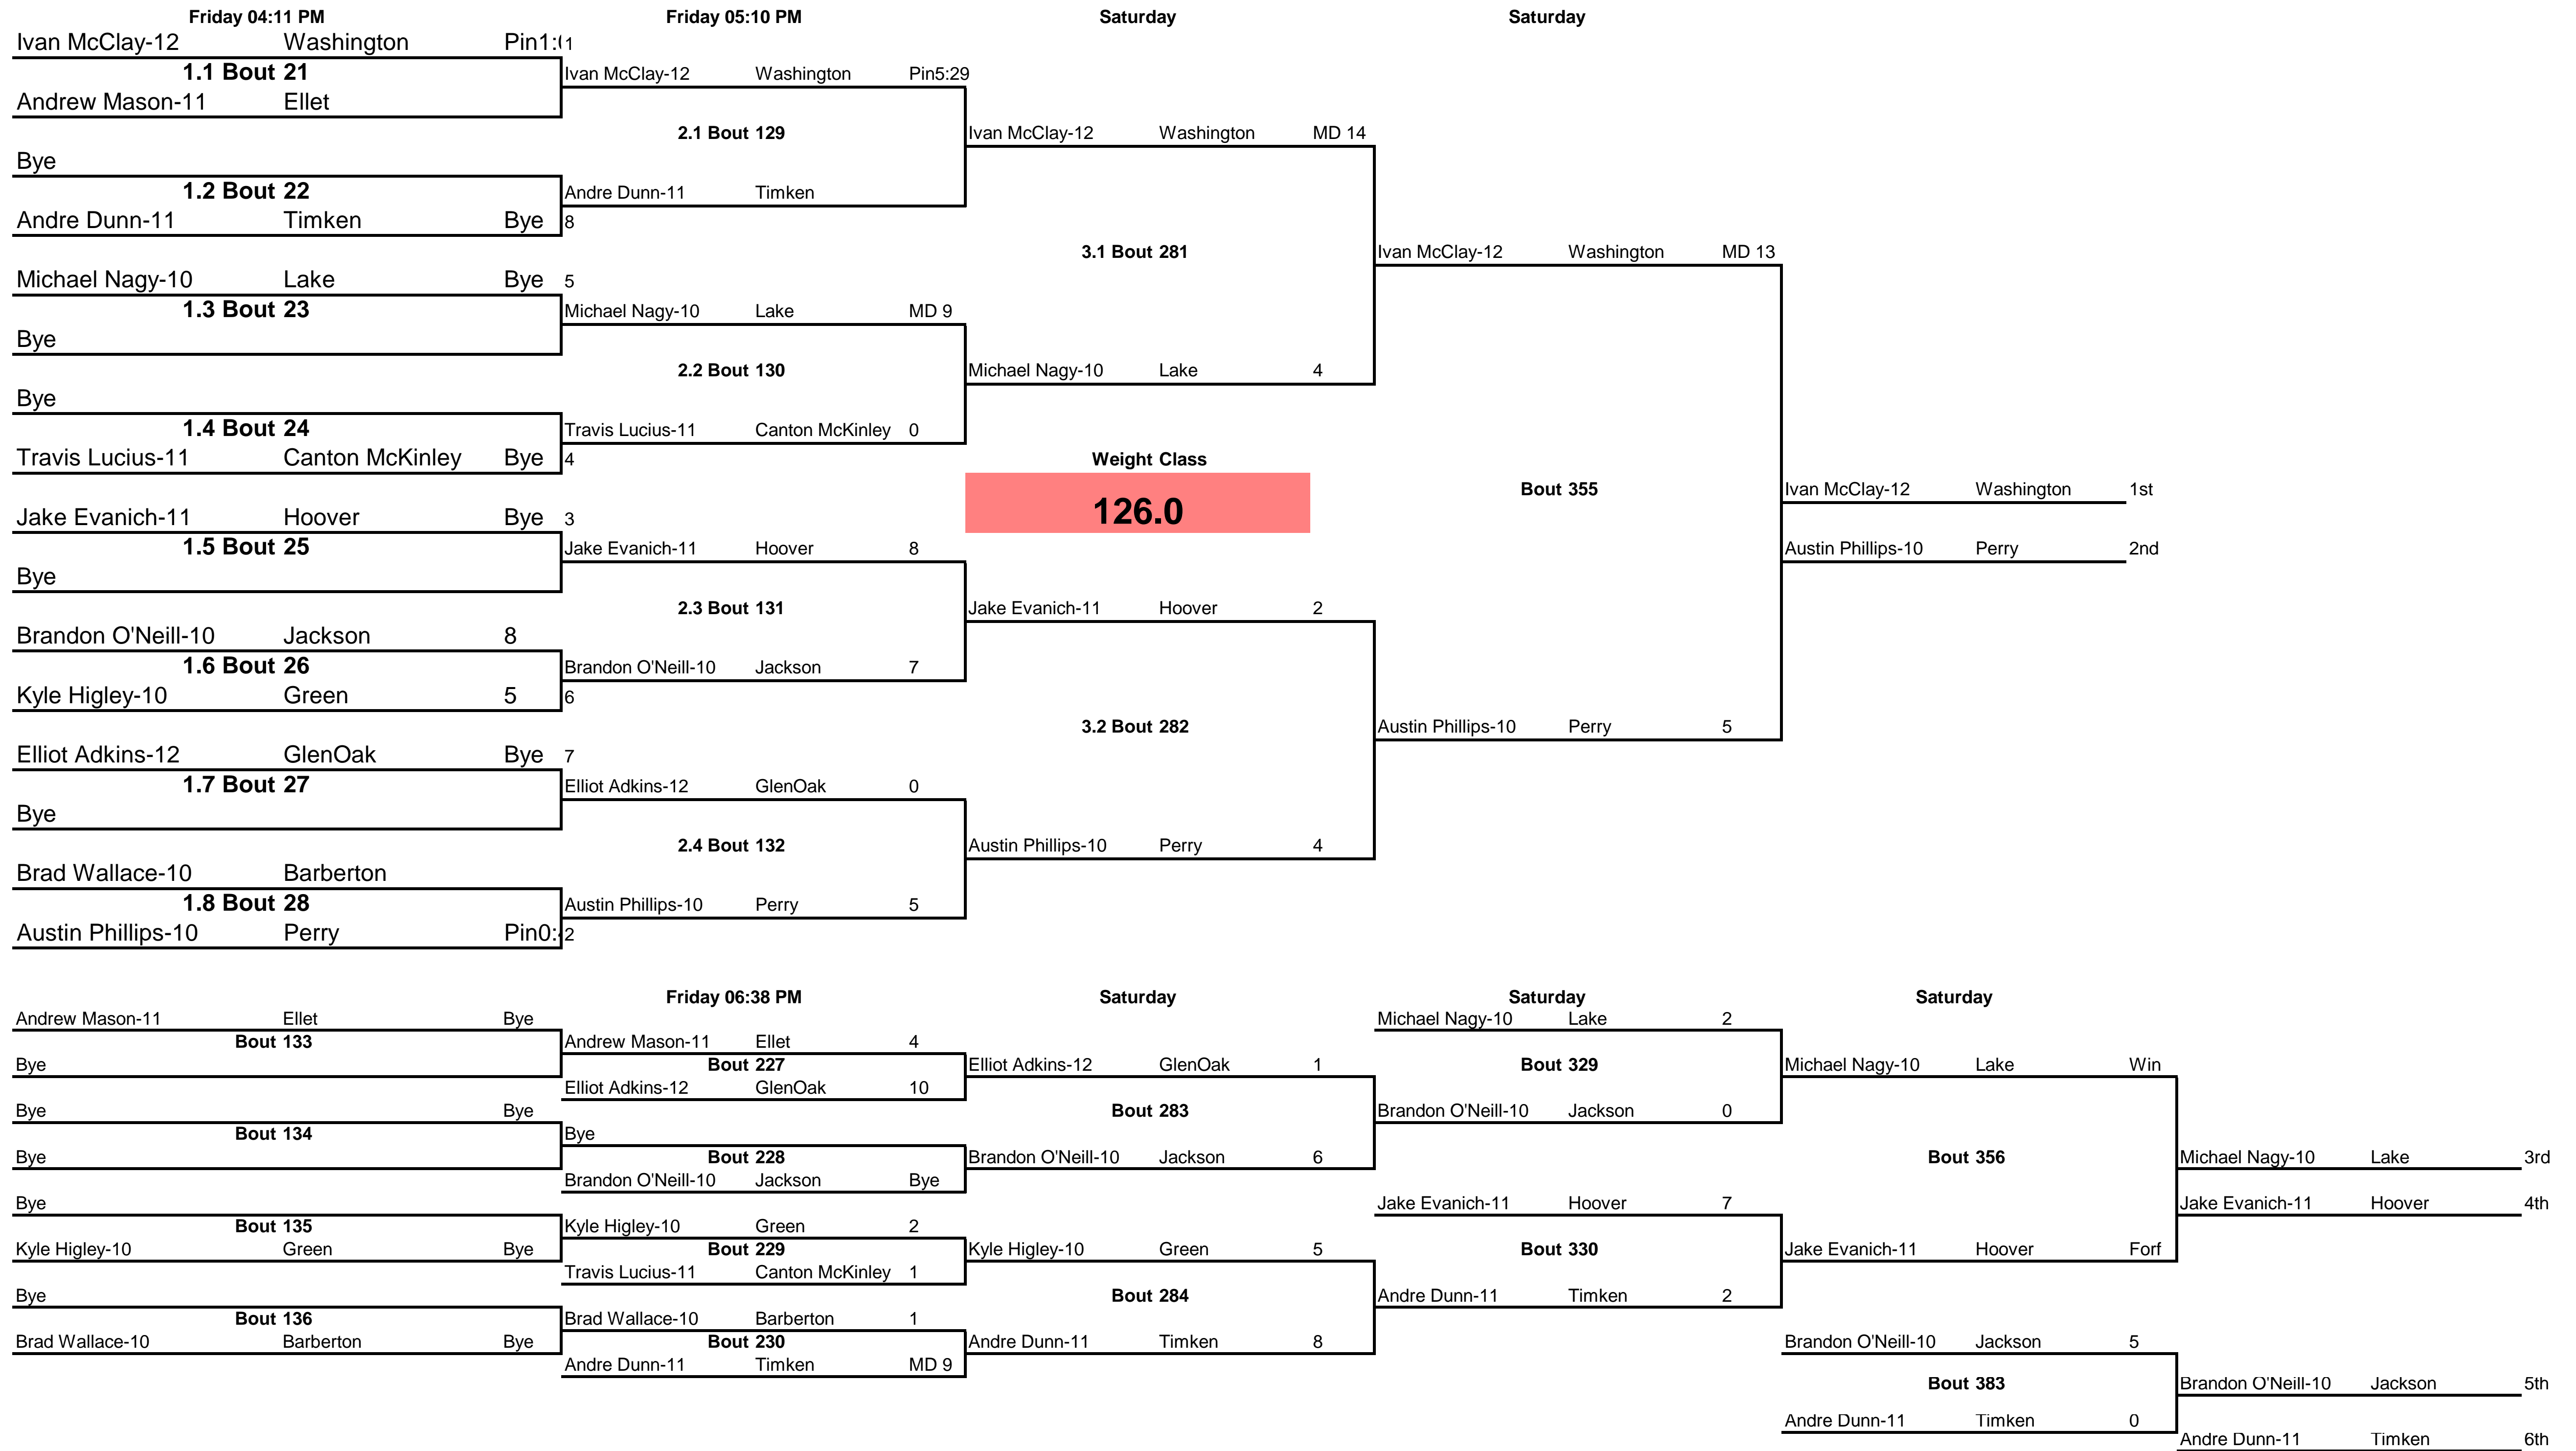 Friday 04:11 PM Friday 05:10 PM Saturday Saturday
Ivan McClay-12 Washington Pin1: 1
1.1 Bout 21
Ivan McClay-12 Washington Pin5:29
Andrew Mason-11 Ellet
2.1 Bout 129
Ivan McClay-12 Washington MD 14
Bye
1.2 Bout 22
Andre Dunn-11 Timken
Andre Dunn-11 Timken Bye 8
3.1 Bout 281
Ivan McClay-12 Washington MD 13
Michael Nagy-10 Lake Bye 5
1.3 Bout 23
Michael Nagy-10 Lake MD 9
Bye
2.2 Bout 130
Michael Nagy-10 Lake 4
Bye
1.4 Bout 24
Travis Lucius-11 Canton McKinley 0
Travis Lucius-11 Canton McKinley Bye 4
Weight Class
Bout 355
Ivan McClay-12 Washington 1st
126.0
Jake Evanich-11 Hoover Bye 3
1.5 Bout 25
Jake Evanich-11 Hoover 8
Austin Phillips-10 Perry 2nd
Bye
2.3 Bout 131
Jake Evanich-11 Hoover 2
Brandon O'Neill-10 Jackson 8
1.6 Bout 26
Brandon O'Neill-10 Jackson 7
Kyle Higley-10 Green 5 6
3.2 Bout 282
Austin Phillips-10 Perry 5
Elliot Adkins-12 GlenOak Bye 7
1.7 Bout 27
Elliot Adkins-12 GlenOak 0
Bye
2.4 Bout 132
Austin Phillips-10 Perry 4
Brad Wallace-10 Barberton
1.8 Bout 28
Austin Phillips-10 Perry 5
Austin Phillips-10 Perry Pin0: 2
Friday 06:38 PM Saturday Saturday Saturday
Andrew Mason-11 Ellet Bye
Michael Nagy-10 Lake 2
Bout 133
Andrew Mason-11 Ellet 4
Bye
Bout 227
Elliot Adkins-12 GlenOak 1
Bout 329
Michael Nagy-10 Lake Win
Elliot Adkins-12 GlenOak 10
Bye Bye
Bout 283
Brandon O'Neill-10 Jackson 0
Bout 134
Bye
Bye
Bout 228
Brandon O'Neill-10 Jackson 6
Bout 356
Michael Nagy-10 Lake 3rd
Brandon O'Neill-10 Jackson Bye
Bye
Jake Evanich-11 Hoover 7
Jake Evanich-11 Hoover 4th
Bout 135
Kyle Higley-10 Green 2
Kyle Higley-10 Green Bye
Bout 229
Kyle Higley-10 Green 5
Bout 330
Jake Evanich-11 Hoover Forf
Travis Lucius-11 Canton McKinley 1
Bye
Bout 284
Andre Dunn-11 Timken 2
Bout 136
Brad Wallace-10 Barberton 1
Brad Wallace-10 Barberton Bye
Bout 230
Andre Dunn-11 Timken 8
Brandon O'Neill-10 Jackson 5
Andre Dunn-11 Timken MD 9
Bout 383
Brandon O'Neill-10 Jackson 5th
Andre Dunn-11 Timken 0
Andre Dunn-11 Timken 6th